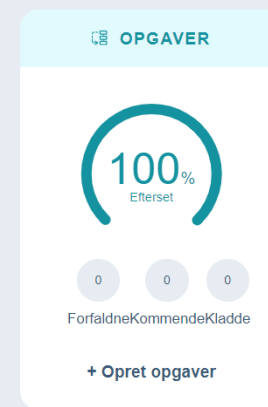 OPGAVER
100%
Efterset
0 0 0
ForfaldneKommendeKladde
+ Opret opgaver